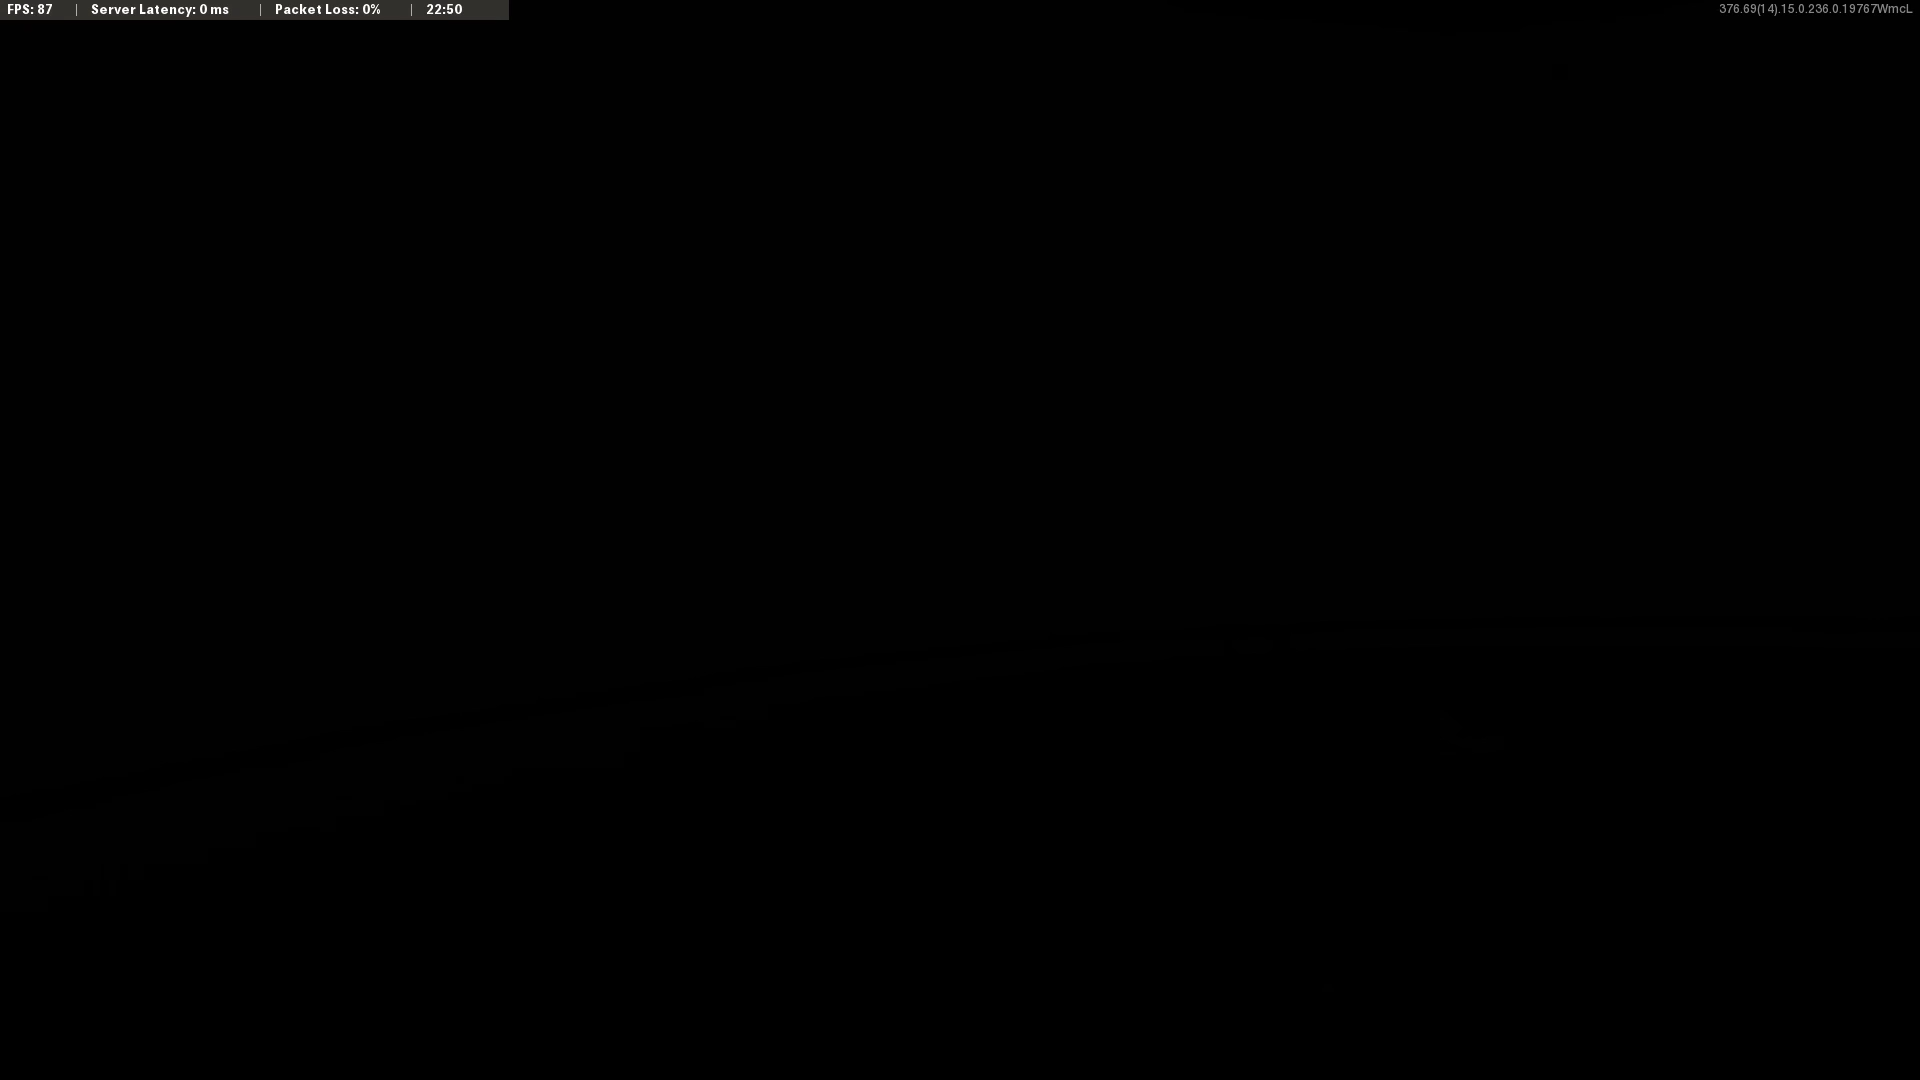 FPS: 87 | Server Latency: 0 ms | Packet Loss: 0% | 22:50
376.69(14).15.0.236.0.19767WmcL